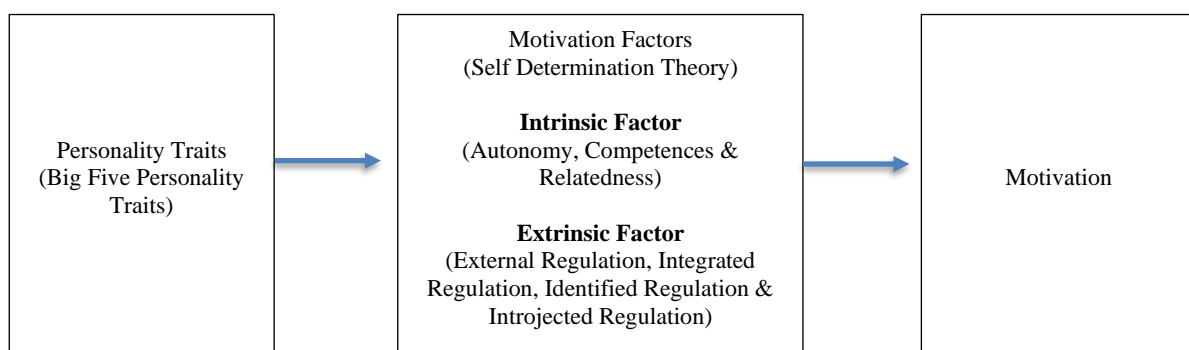 Personality Traits
(Big Five Personality
Traits)
Motivation Factors
(Self Determination Theory)
Intrinsic Factor
(Autonomy, Competences &
Relatedness)
Extrinsic Factor
(External Regulation, Integrated
Regulation, Identified Regulation &
Introjected Regulation)
Motivation